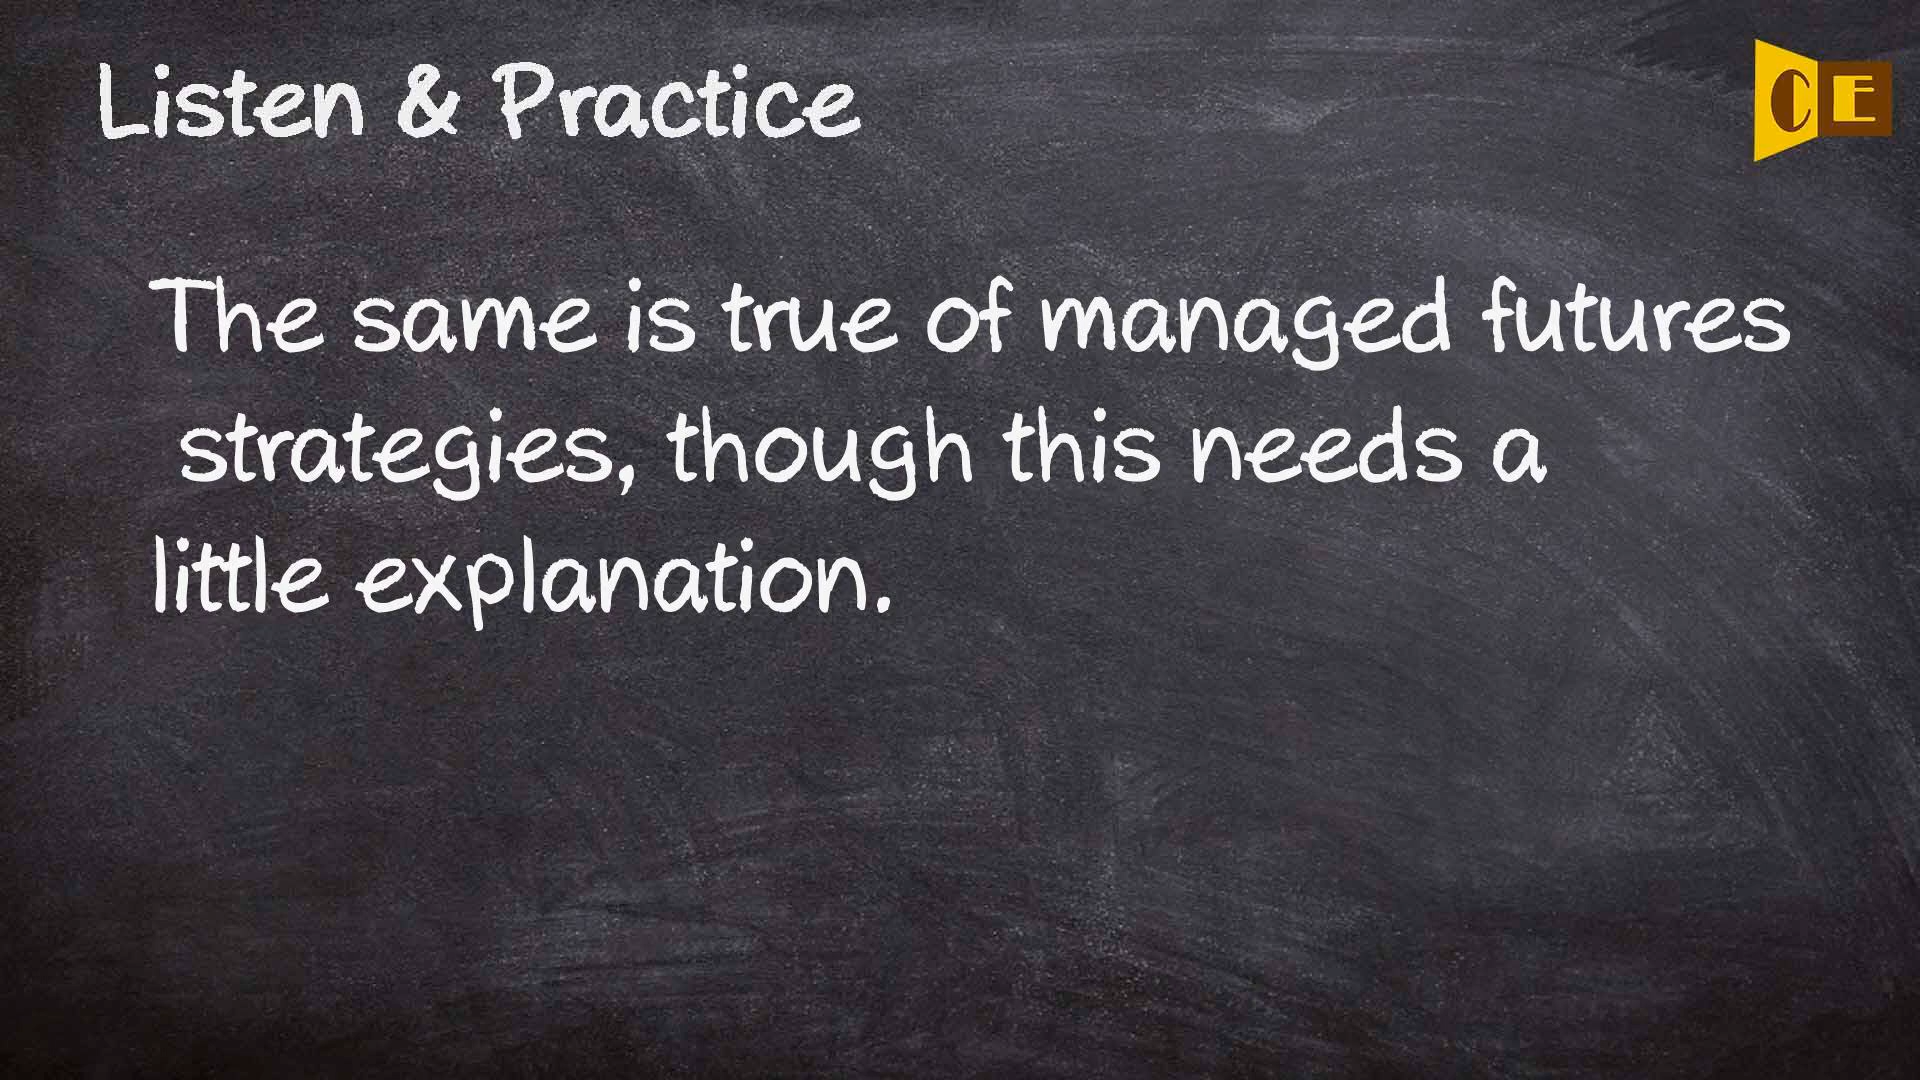 Listen & Practice
CE
The same is true of managed futures
strategies, though this needs a
little explanation.